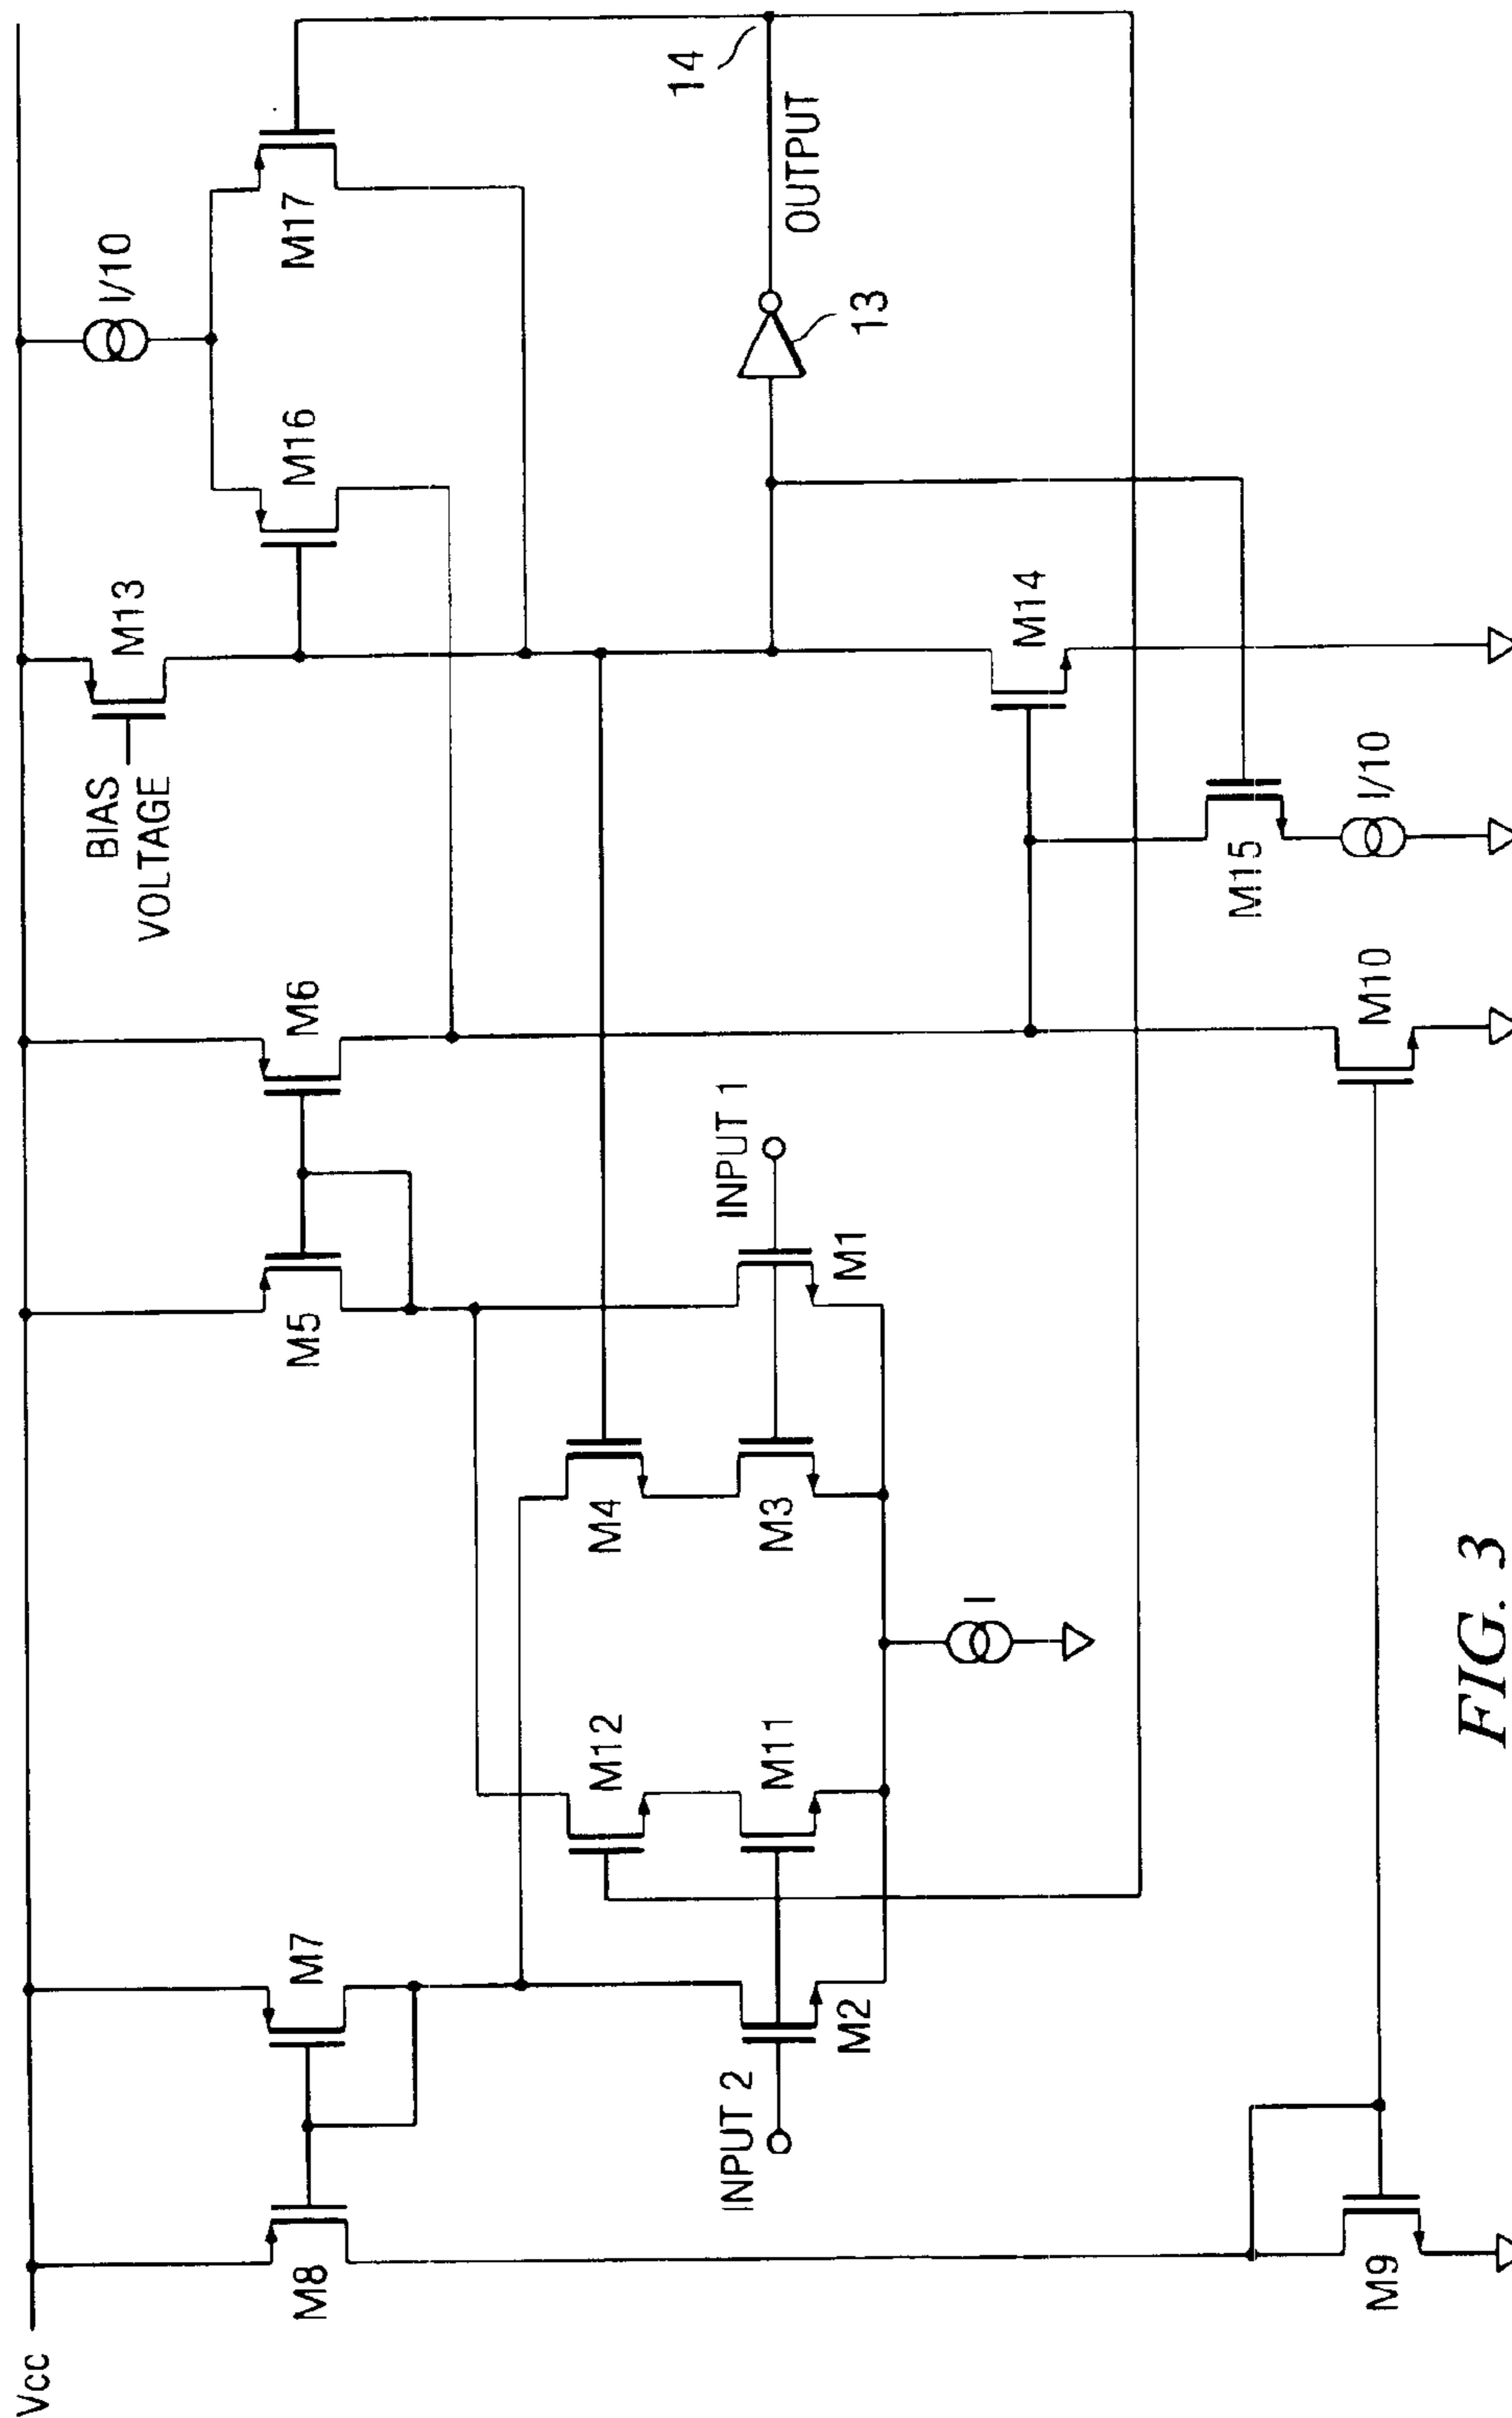 Vcc
M8
M7
M5
M6
BIAS
VOLTAGE
M13
I/10
M16
M17
INPUT 2
M2
M12
M11
M4
M3
INPUT 1
M1
I
14
OUTPUT
13
M14
M15
I/10
M10
M9
FIG. 3